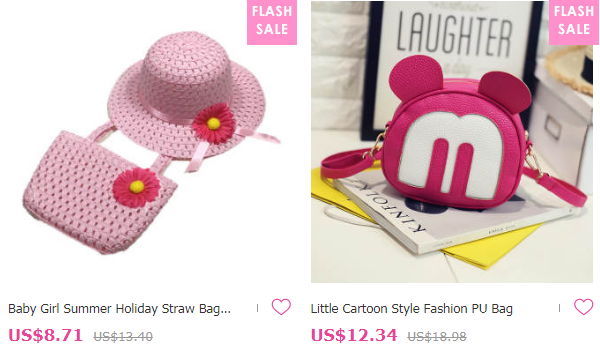 FLASH
SALE
FLASH
SALE
LAUGHTER
m
KINFOLK
Baby Girl Summer Holiday Straw Bag...
Little Cartoon Style Fashion PU Bag
US$8.71 US$13.40
US$12.34 US$18.98